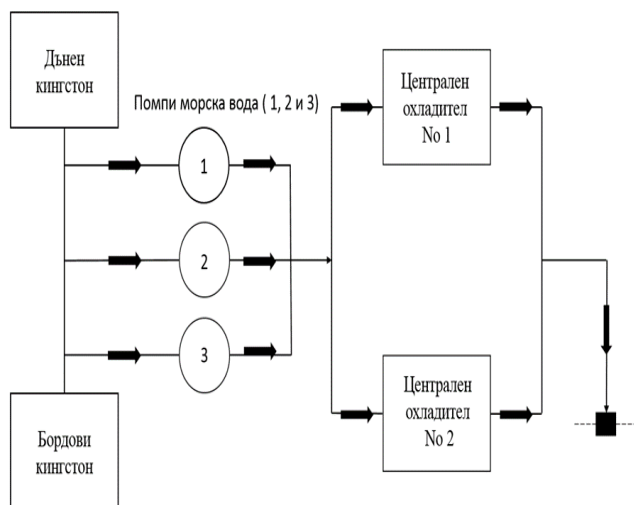 Дънен
кингстон
Помпи морска вода ( 1, 2 и 3)
1
2
3
Бордови
кингстон
Централен
охладител
No 1
Централен
охладител
No 2